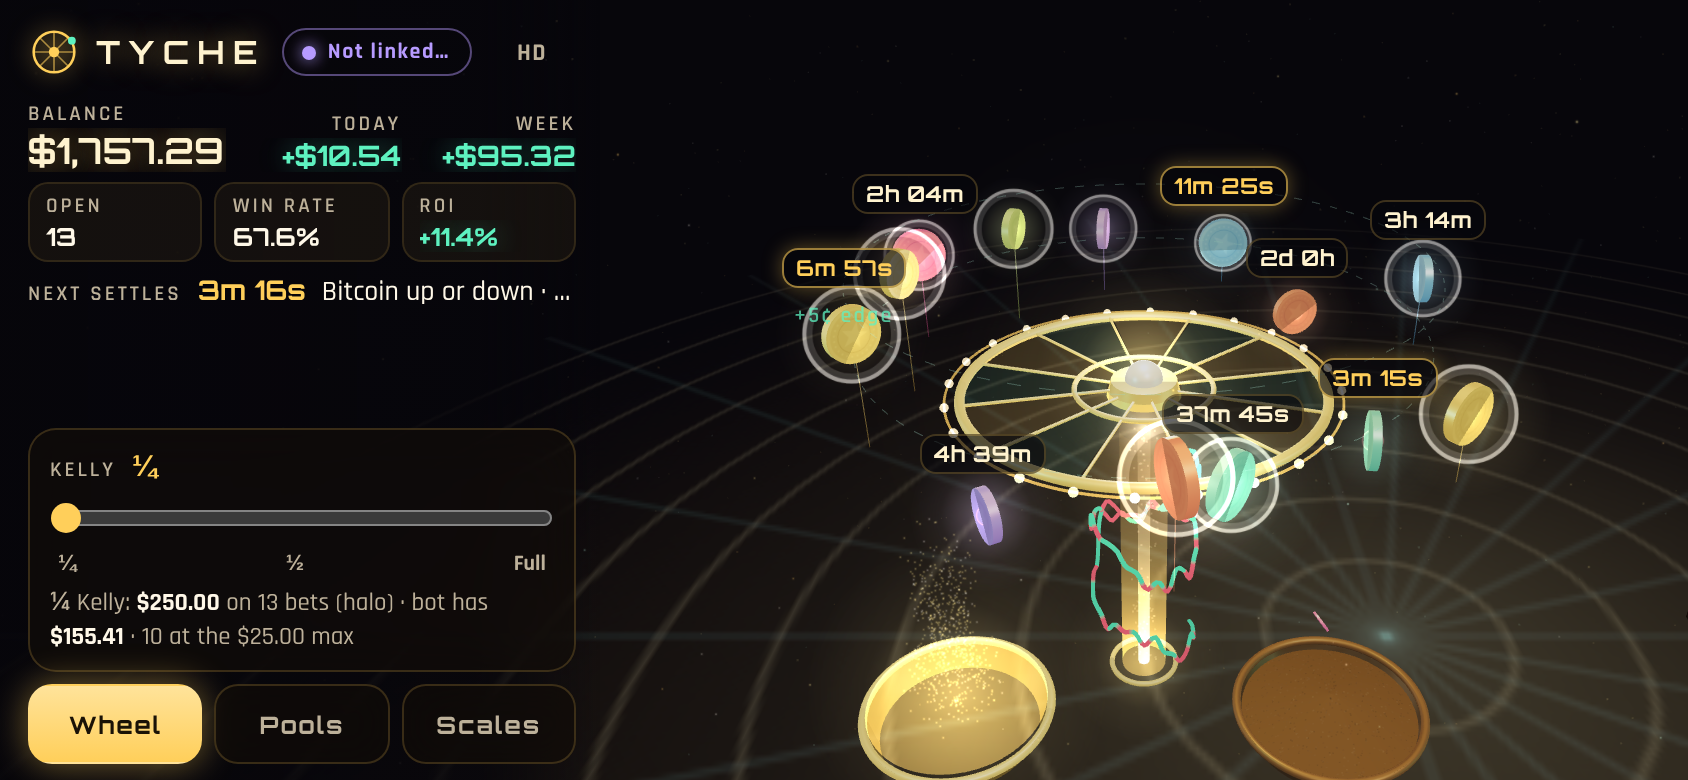 TYCHE
Not linked…
HD
BALANCE
$1,757.29
TODAY
+$10.54
WEEK
+$95.32
OPEN
13
WIN RATE
67.6%
ROI
+11.4%
NEXT SETTLES 3m 16s Bitcoin up or down · …
KELLY ¼
¼ ½ Full
¼ Kelly: $250.00 on 13 bets (halo) · bot has
$155.41 · 10 at the $25.00 max
Wheel
Pools
Scales
2h 04m
11m 25s
3h 14m
6m 57s
2d 0h
+5¢ edge
3m 15s
37m 45s
4h 39m